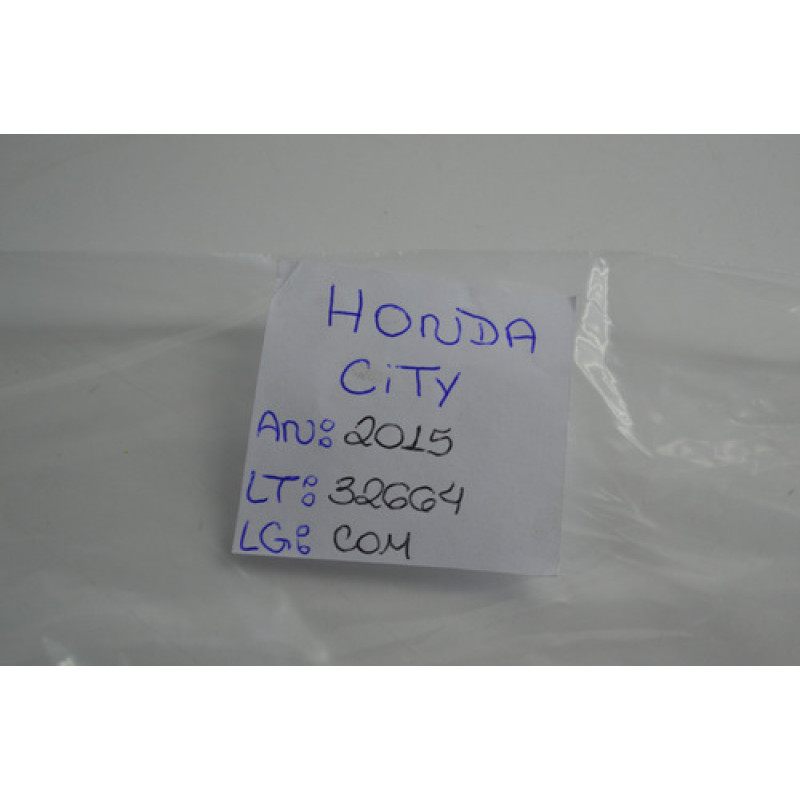 HONDA
CiTY
AN: 2015
LT: 32664
LG: COM